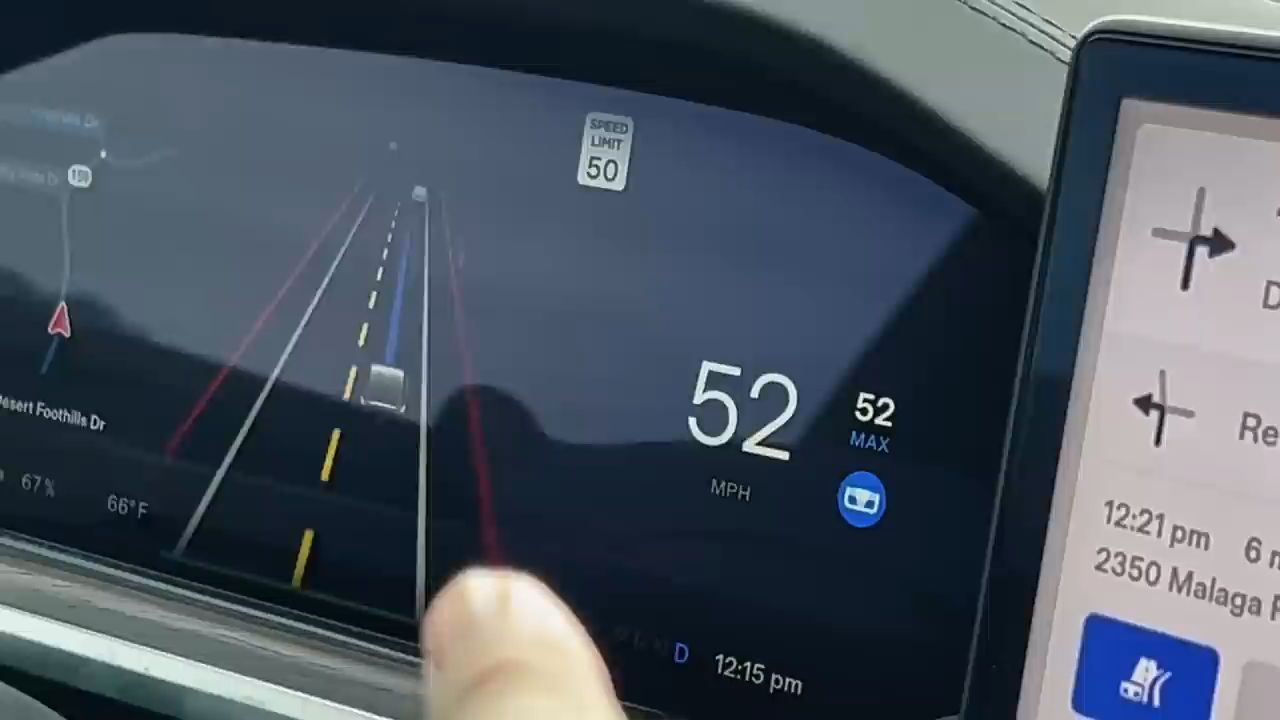 SPEED
LIMIT
50
52
MPH
52
MAX
Desert Foothills Dr
67%
66°F
D
12:15 pm
12:21 pm
2350 Malaga